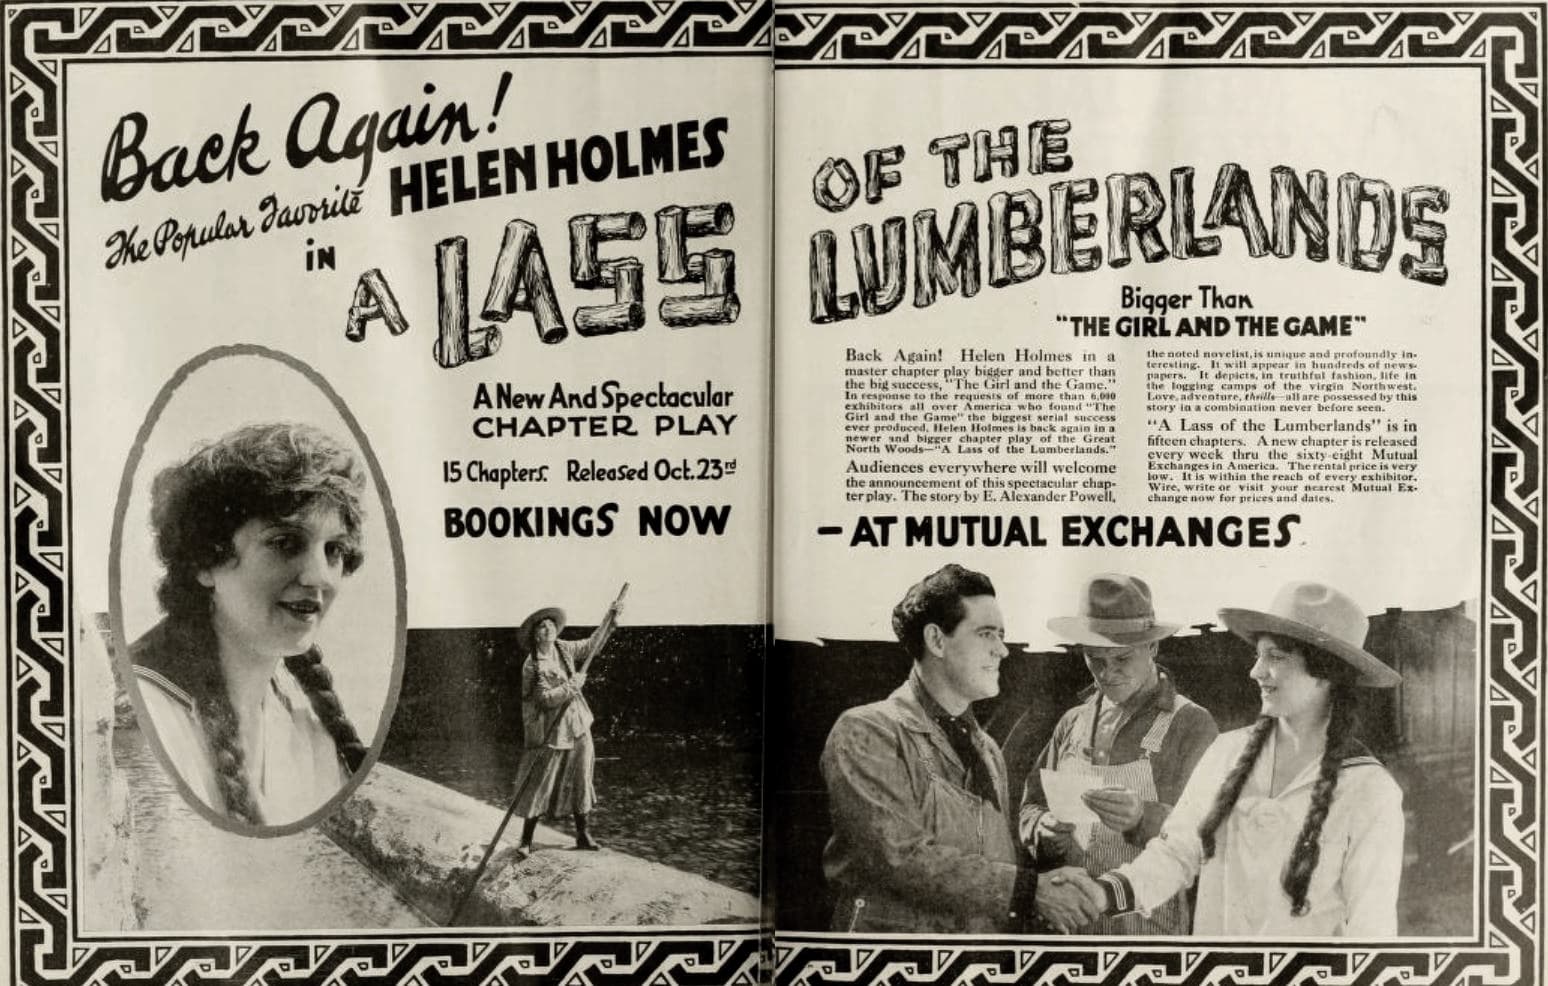 Back Again!
The Popular Favorite HELEN HOLMES
in
A LASS
OF THE
LUMBERLANDS
A New And Spectacular
CHAPTER PLAY
15 Chapters. Released Oct. 23rd
BOOKINGS NOW
Bigger Than
"THE GIRL AND THE GAME"
Back Again! Helen Holmes in a
master chapter play bigger and better than
the big success, "The Girl and the Game."
In response to the requests of more than 6,000
exhibitors all over America who found "The
Girl and the Game" the biggest serial success
ever produced, Helen Holmes is back again in a
newer and bigger chapter play of the Great
North Woods—"A Lass of the Lumberlands."
Audiences everywhere will welcome
the announcement of this spectacular chap-
ter play. The story by E. Alexander Powell,
the noted novelist, is unique and profoundly in-
teresting. It will appear in hundreds of news-
papers. It depicts, in truthful fashion, life in
the logging camps of the virgin Northwest.
Love, adventure, thrills—all are possessed by this
story in a combination never before seen.
"A Lass of the Lumberlands" is in
fifteen chapters. A new chapter is released
every week thru the sixty-eight Mutual
Exchanges in America. The rental price is very
low. It is within the reach of every exhibitor.
Wire, write or visit your nearest Mutual Ex-
change now for prices and dates.
— AT MUTUAL EXCHANGES